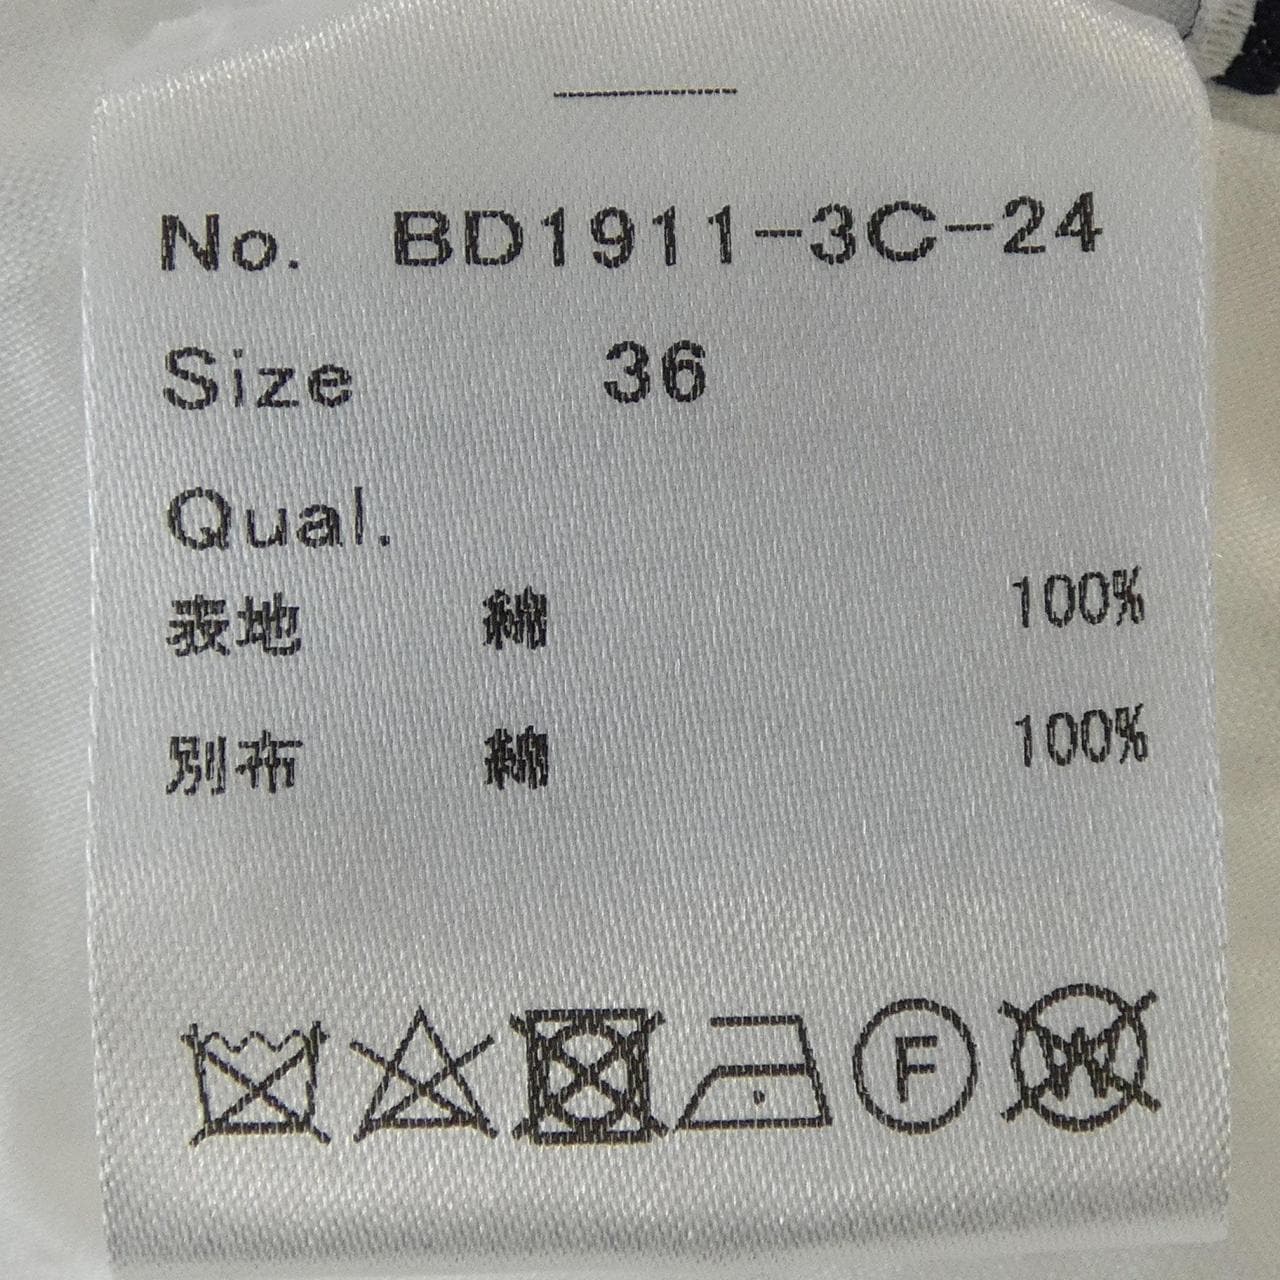 No. BD1911-3C-24
Size 36
Qual.
表地 綿 100%
別布 綿 100%
F
W